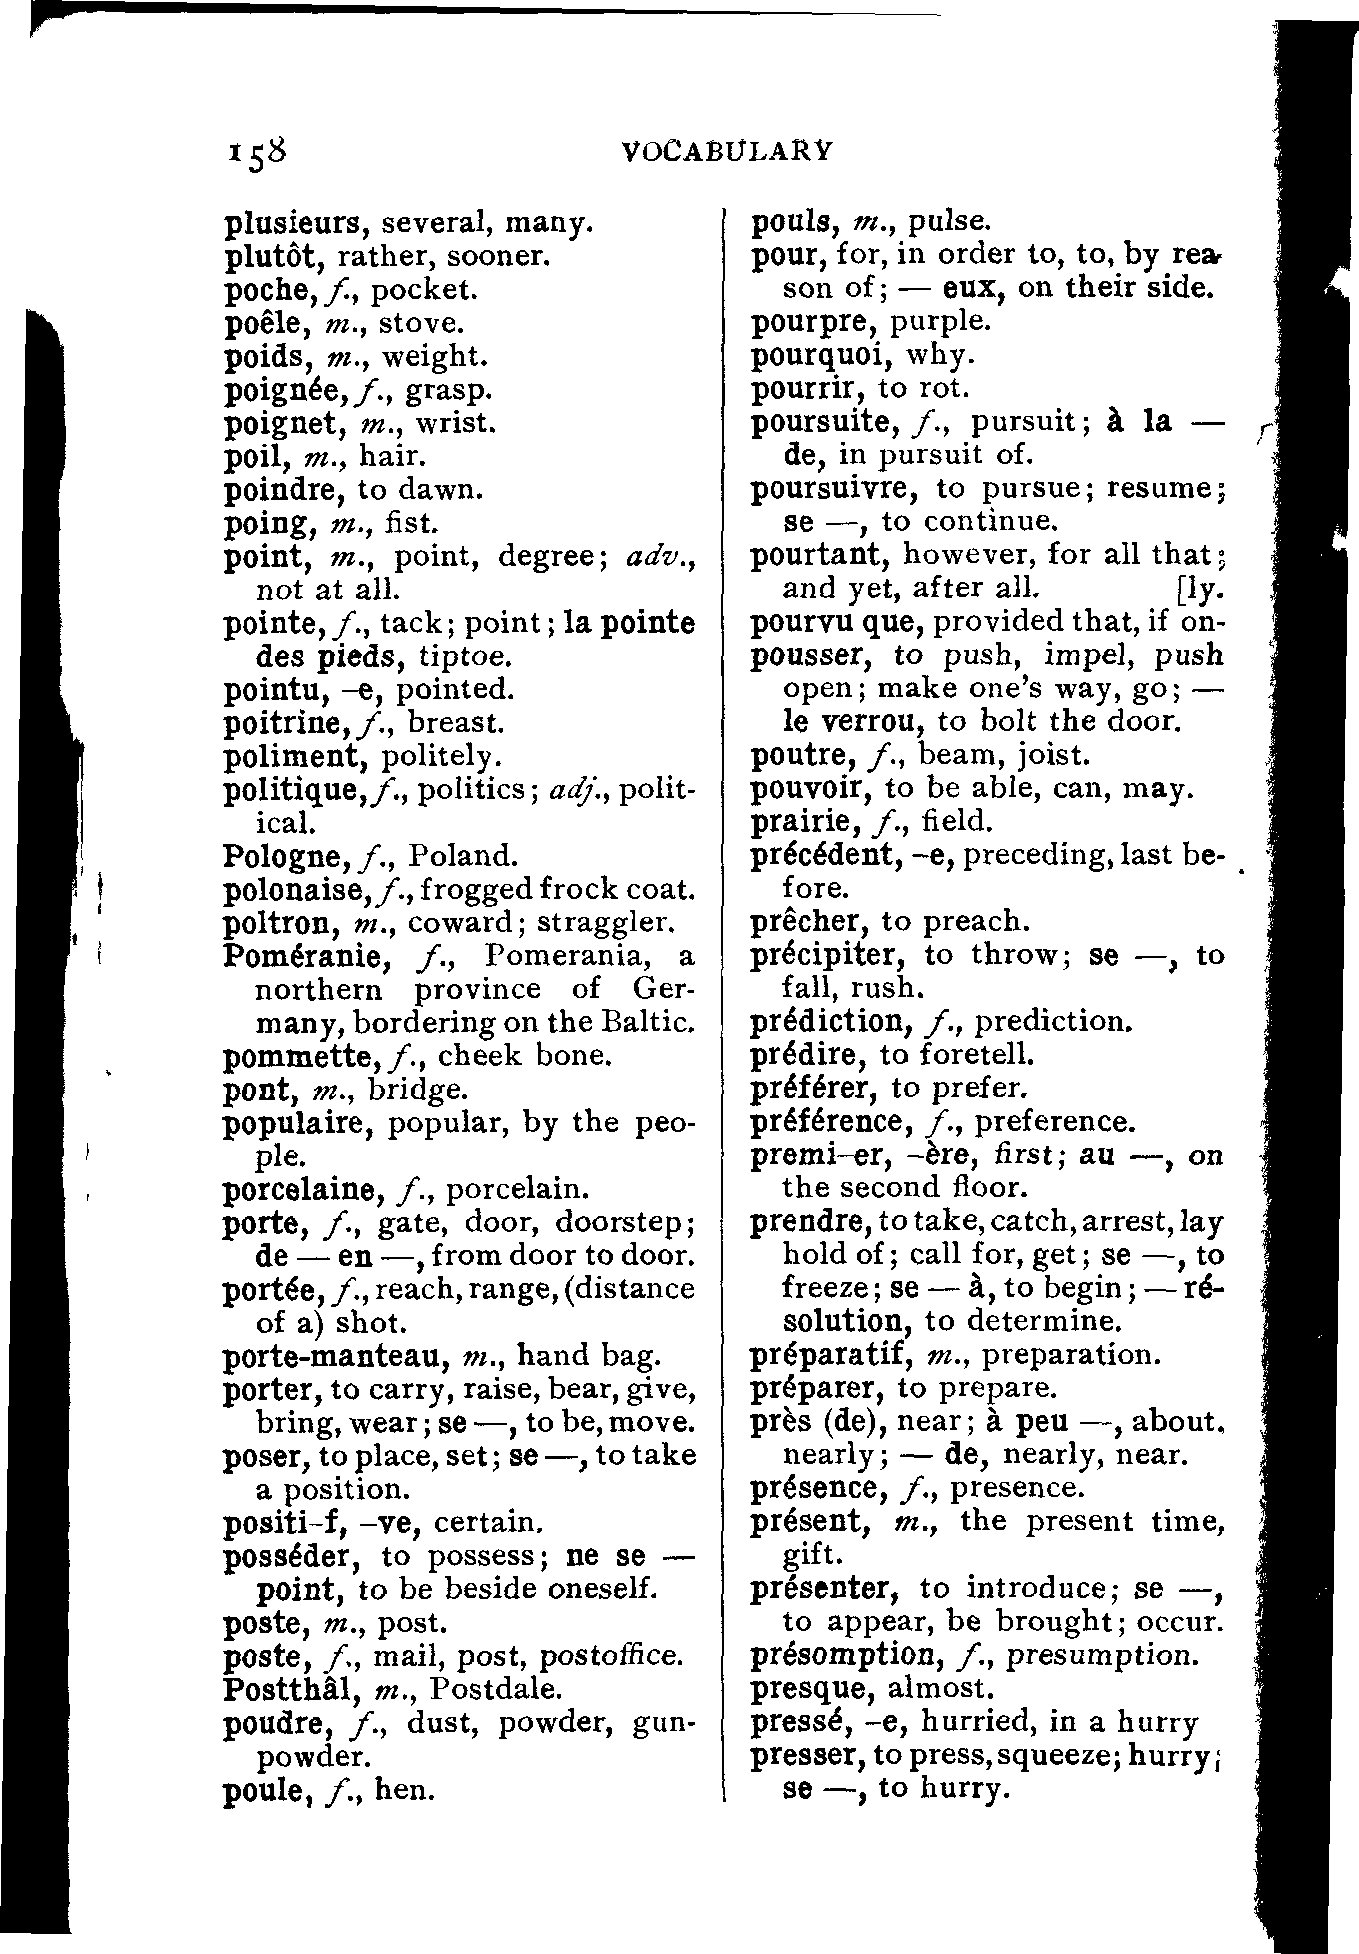 158
VOCABULARY
plusieurs, several, many.
plutôt, rather, sooner.
poche, f., pocket.
poêle, m., stove.
poids, m., weight.
poignée, f., grasp.
poignet, m., wrist.
poil, m., hair.
poindre, to dawn.
poing, m., fist.
point, m., point, degree; adv.,
not at all.
pointe, f., tack; point; la pointe
des pieds, tiptoe.
pointu, –e, pointed.
poitrine, f., breast.
poliment, politely.
politique, f., politics; adj., polit-
ical.
Pologne, f., Poland.
polonaise, f., frogged frock coat.
poltron, m., coward; straggler.
Poméranie, f., Pomerania, a
northern province of Ger-
many, bordering on the Baltic.
pommette, f., cheek bone.
pont, m., bridge.
populaire, popular, by the peo-
ple.
porcelaine, f., porcelain.
porte, f., gate, door, doorstep;
de — en —, from door to door.
portée, f., reach, range, (distance
of a) shot.
porte-manteau, m., hand bag.
porter, to carry, raise, bear, give,
bring, wear; se —, to be, move.
poser, to place, set; se —, to take
a position.
positi–f, –ve, certain.
posséder, to possess; ne se —
point, to be beside oneself.
poste, m., post.
poste, f., mail, post, postoffice.
Postthâl, m., Postdale.
poudre, f., dust, powder, gun-
powder.
poule, f., hen.
pouls, m., pulse.
pour, for, in order to, to, by rea-
son of; — eux, on their side.
pourpre, purple.
pourquoi, why.
pourrir, to rot.
poursuite, f., pursuit; à la —
de, in pursuit of.
poursuivre, to pursue; resume;
se —, to continue.
pourtant, however, for all that;
and yet, after all. [ly.
pourvu que, provided that, if on-
pousser, to push, impel, push
open; make one's way, go; —
le verrou, to bolt the door.
poutre, f., beam, joist.
pouvoir, to be able, can, may.
prairie, f., field.
précédent, –e, preceding, last be-
fore.
prêcher, to preach.
précipiter, to throw; se —, to
fall, rush.
prédiction, f., prediction.
prédire, to foretell.
préférer, to prefer.
préférence, f., preference.
premi–er, –ère, first; au —, on
the second floor.
prendre, to take, catch, arrest, lay
hold of; call for, get; se —, to
freeze; se — à, to begin; — ré-
solution, to determine.
préparatif, m., preparation.
préparer, to prepare.
près (de), near; à peu —, about.
nearly; — de, nearly, near.
présence, f., presence.
présent, m., the present time,
gift.
présenter, to introduce; se —,
to appear, be brought; occur.
présomption, f., presumption.
presque, almost.
pressé, –e, hurried, in a hurry
presser, to press, squeeze; hurry;
se —, to hurry.